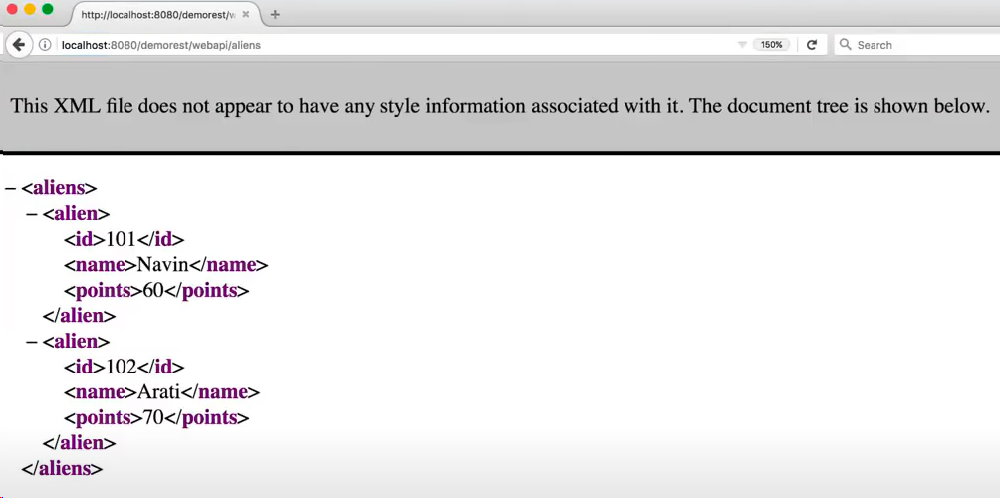 http://localhost:8080/demorest/w
localhost:8080/demorest/webapi/aliens
150%
Search
This XML file does not appear to have any style information associated with it. The document tree is shown below.
– <aliens>
– <alien>
<id>101</id>
<name>Navin</name>
<points>60</points>
</alien>
– <alien>
<id>102</id>
<name>Arati</name>
<points>70</points>
</alien>
</aliens>